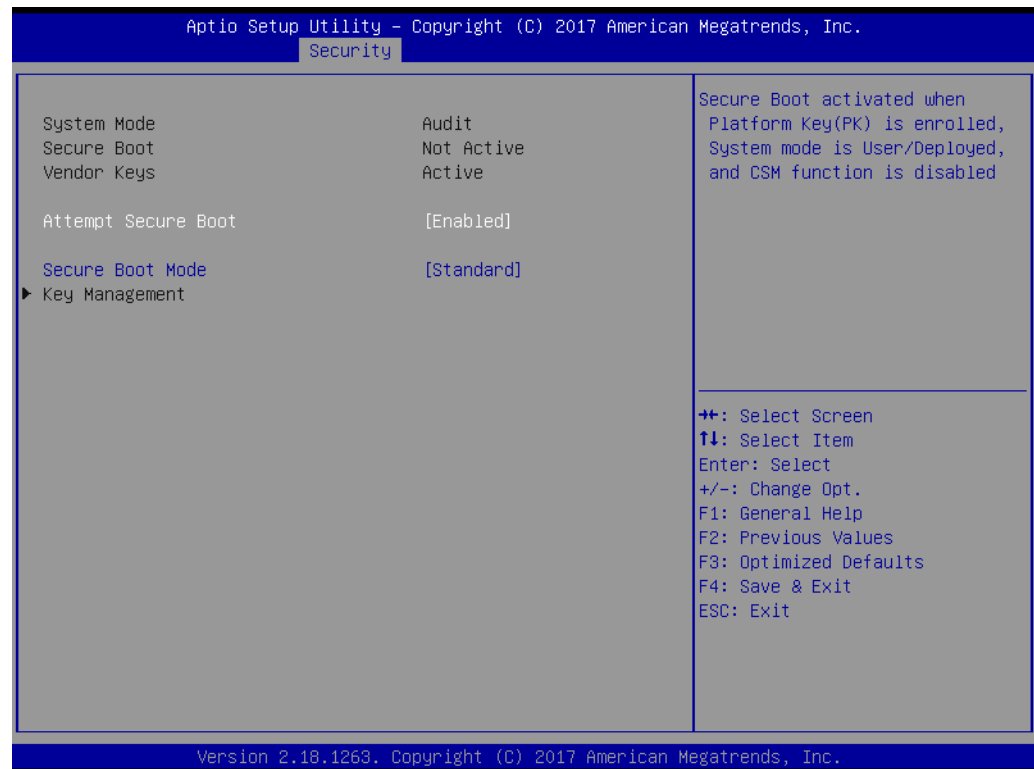 Aptio Setup Utility – Copyright (C) 2017 American Megatrends, Inc.
Security
System Mode Audit
Secure Boot Not Active
Vendor Keys Active
Attempt Secure Boot [Enabled]
Secure Boot Mode [Standard]
▶ Key Management
Secure Boot activated when
Platform Key(PK) is enrolled,
System mode is User/Deployed,
and CSM function is disabled
→←: Select Screen
↑↓: Select Item
Enter: Select
+/-: Change Opt.
F1: General Help
F2: Previous Values
F3: Optimized Defaults
F4: Save & Exit
ESC: Exit
Version 2.18.1263. Copyright (C) 2017 American Megatrends, Inc.